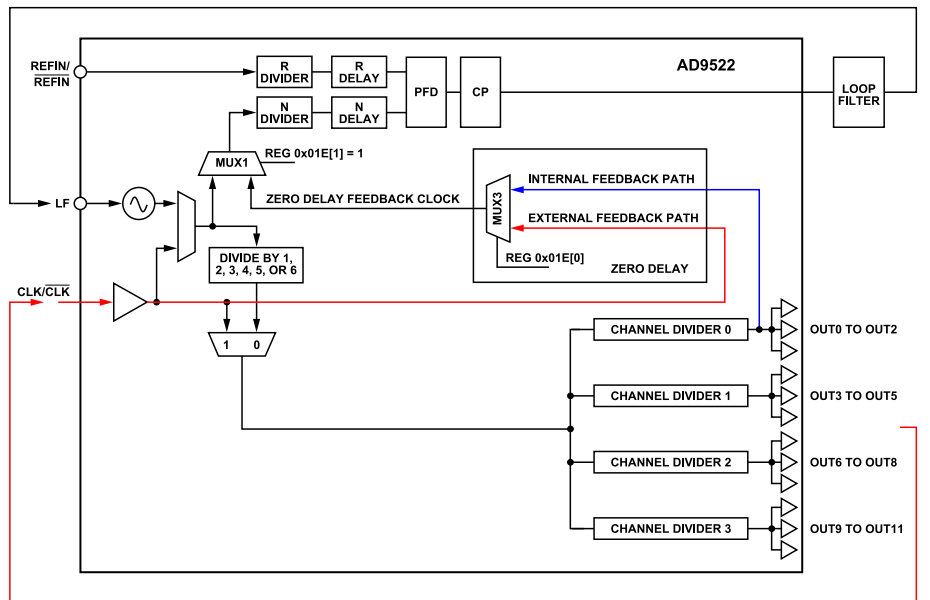 AD9522
REFIN/
REFIN
R
DIVIDER
R
DELAY
N
DIVIDER
N
DELAY
PFD
CP
LOOP
FILTER
MUX1
REG 0x01E[1] = 1
LF
ZERO DELAY FEEDBACK CLOCK
MUX3
INTERNAL FEEDBACK PATH
EXTERNAL FEEDBACK PATH
REG 0x01E[0]
ZERO DELAY
DIVIDE BY 1,
2, 3, 4, 5, OR 6
CLK/CLK
1 0
CHANNEL DIVIDER 0
OUT0 TO OUT2
CHANNEL DIVIDER 1
OUT3 TO OUT5
CHANNEL DIVIDER 2
OUT6 TO OUT8
CHANNEL DIVIDER 3
OUT9 TO OUT11